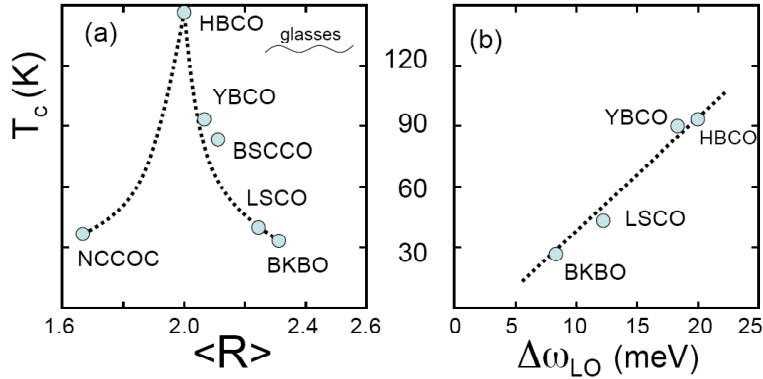 (a)
HBCO
glasses
YBCO
BSCCO
LSCO
NCCOC
BKBO
T_c (K)
1.6 2.0 2.4 2.6
<R>
(b)
120
90
60
30
YBCO
HBCO
LSCO
BKBO
0 5 10 15 20 25
Δω_LO (meV)